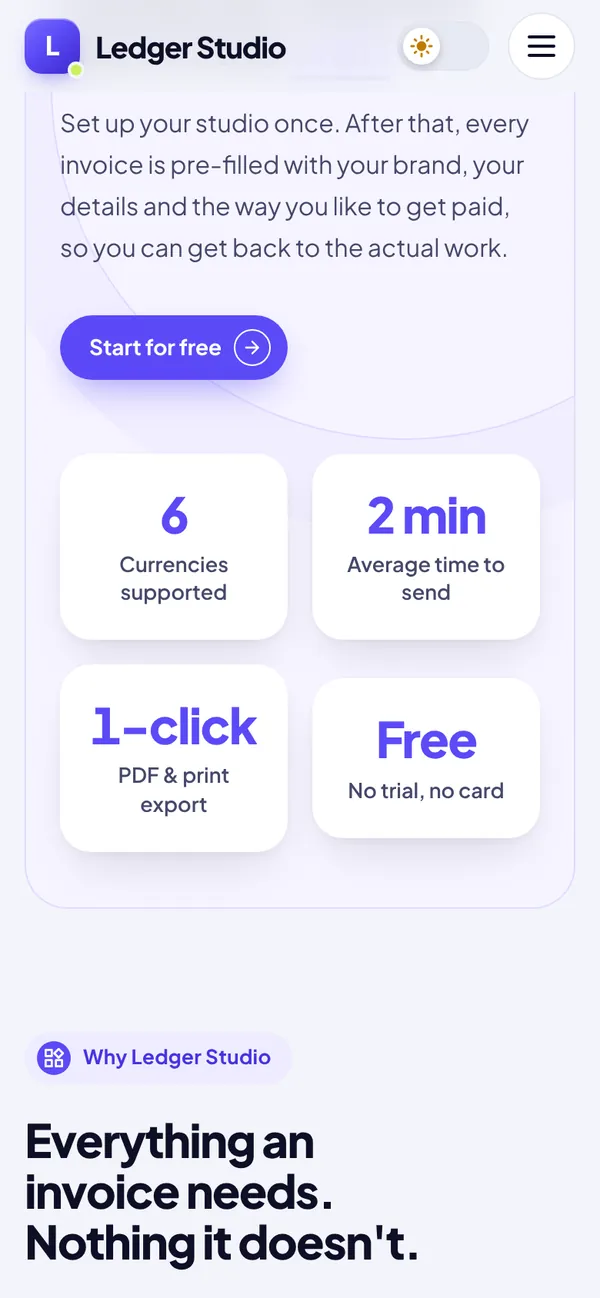 L Ledger Studio
Set up your studio once. After that, every
invoice is pre-filled with your brand, your
details and the way you like to get paid,
so you can get back to the actual work.
Start for free
6
Currencies
supported
2 min
Average time to
send
1-click
PDF & print
export
Free
No trial, no card
Why Ledger Studio
Everything an
invoice needs.
Nothing it doesn't.